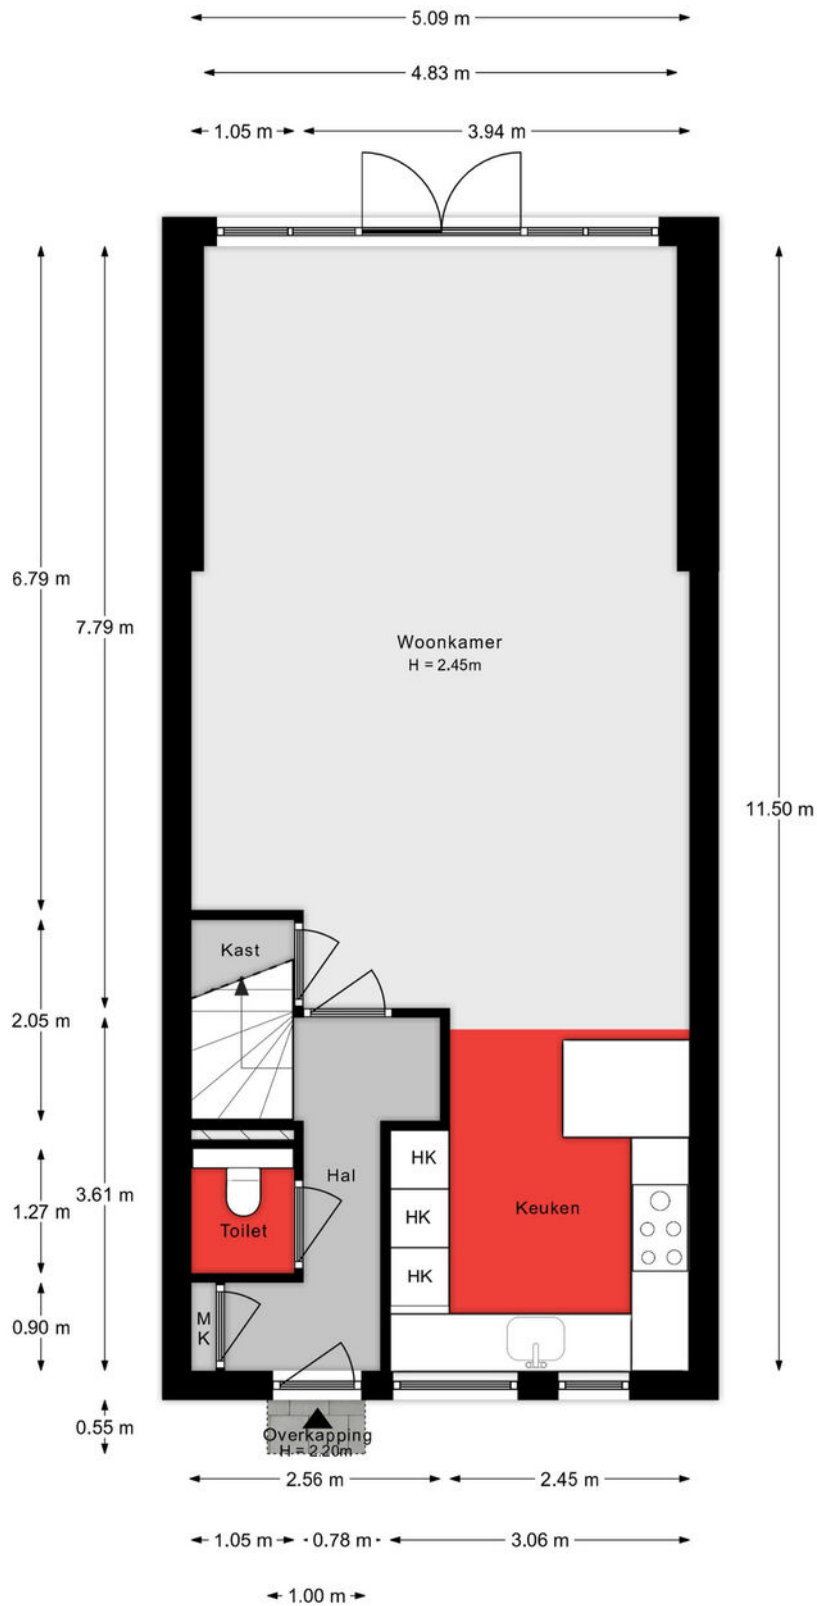 5.09 m
4.83 m
1.05 m
3.94 m
6.79 m
7.79 m
Woonkamer
H = 2.45m
11.50 m
Kast
2.05 m
HK
Hal
3.61 m
Keuken
1.27 m
HK
Toilet
HK
M
K
0.90 m
0.55 m
Overkapping
H = 2.20m
2.56 m
2.45 m
1.05 m
0.78 m
3.06 m
1.00 m